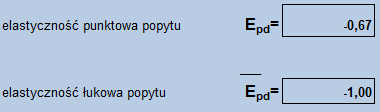 elastyczność punktowa popytu Epd= -0,67
elastyczność łukowa popytu Epd= -1,00